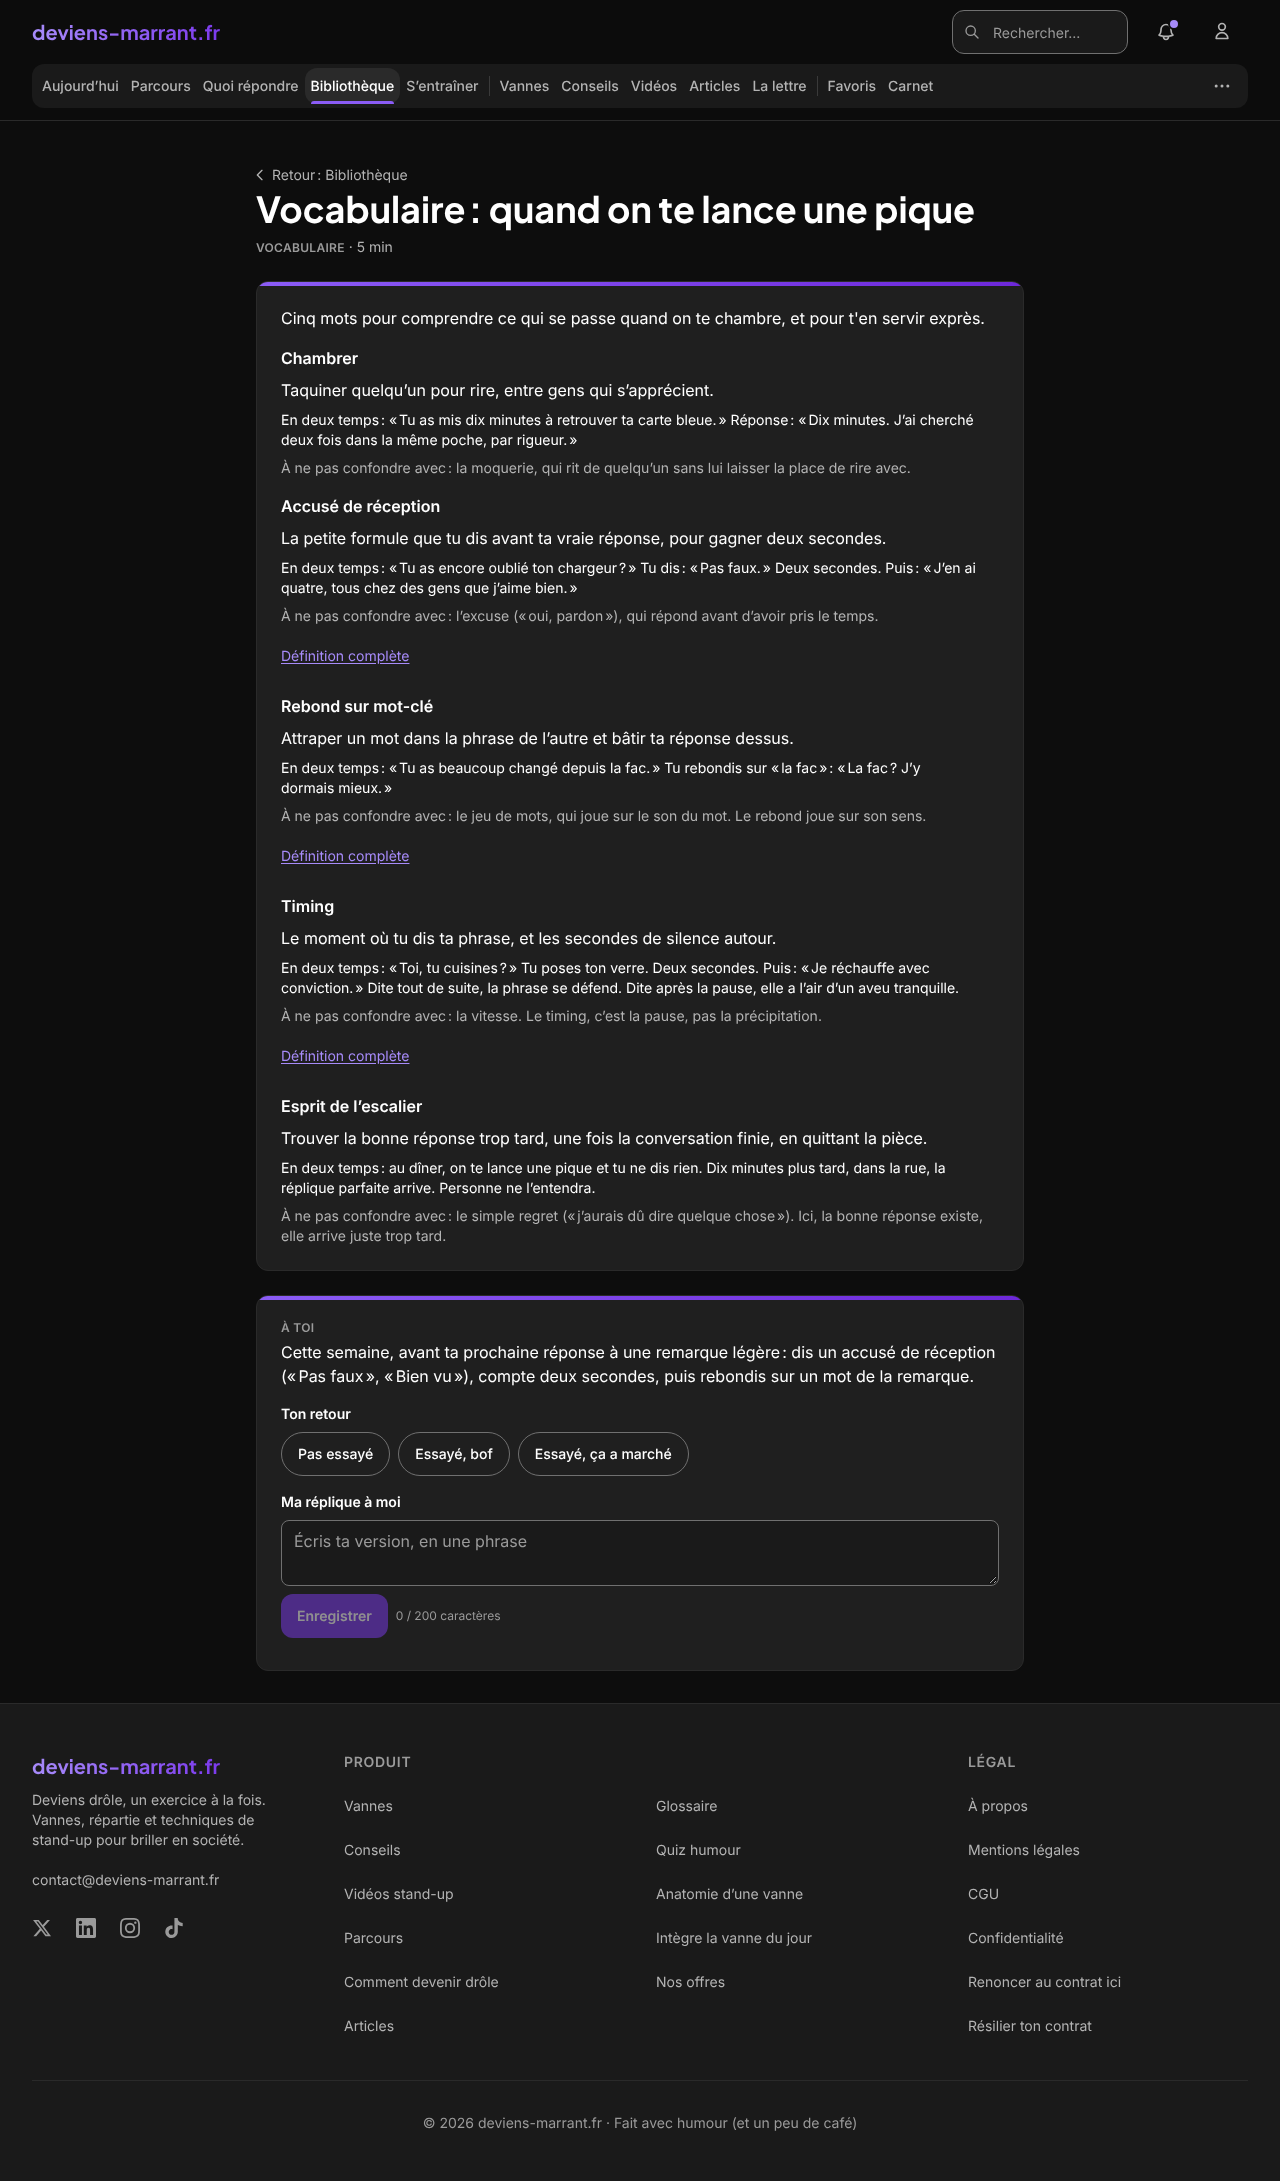 deviens-marrant.fr
Rechercher...
Aujourd’hui Parcours Quoi répondre Bibliothèque S’entraîner Vannes Conseils Vidéos Articles La lettre Favoris Carnet
Retour : Bibliothèque
Vocabulaire : quand on te lance une pique
VOCABULAIRE · 5 min
Cinq mots pour comprendre ce qui se passe quand on te chambre, et pour t'en servir exprès.
Chambrer
Taquiner quelqu’un pour rire, entre gens qui s’apprécient.
En deux temps : « Tu as mis dix minutes à retrouver ta carte bleue. » Réponse : « Dix minutes. J’ai cherché
deux fois dans la même poche, par rigueur. »
À ne pas confondre avec : la moquerie, qui rit de quelqu’un sans lui laisser la place de rire avec.
Accusé de réception
La petite formule que tu dis avant ta vraie réponse, pour gagner deux secondes.
En deux temps : « Tu as encore oublié ton chargeur ? » Tu dis : « Pas faux. » Deux secondes. Puis : « J’en ai
quatre, tous chez des gens que j’aime bien. »
À ne pas confondre avec : l’excuse (« oui, pardon »), qui répond avant d’avoir pris le temps.
Définition complète
Rebond sur mot-clé
Attraper un mot dans la phrase de l’autre et bâtir ta réponse dessus.
En deux temps : « Tu as beaucoup changé depuis la fac. » Tu rebondis sur « la fac » : « La fac ? J’y
dormais mieux. »
À ne pas confondre avec : le jeu de mots, qui joue sur le son du mot. Le rebond joue sur son sens.
Définition complète
Timing
Le moment où tu dis ta phrase, et les secondes de silence autour.
En deux temps : « Toi, tu cuisines ? » Tu poses ton verre. Deux secondes. Puis : « Je réchauffe avec
conviction. » Dite tout de suite, la phrase se défend. Dite après la pause, elle a l’air d’un aveu tranquille.
À ne pas confondre avec : la vitesse. Le timing, c’est la pause, pas la précipitation.
Définition complète
Esprit de l’escalier
Trouver la bonne réponse trop tard, une fois la conversation finie, en quittant la pièce.
En deux temps : au dîner, on te lance une pique et tu ne dis rien. Dix minutes plus tard, dans la rue, la
réplique parfaite arrive. Personne ne l’entendra.
À ne pas confondre avec : le simple regret (« j’aurais dû dire quelque chose »). Ici, la bonne réponse existe,
elle arrive juste trop tard.
À TOI
Cette semaine, avant ta prochaine réponse à une remarque légère : dis un accusé de réception
(« Pas faux », « Bien vu »), compte deux secondes, puis rebondis sur un mot de la remarque.
Ton retour
Pas essayé Essayé, bof Essayé, ça a marché
Ma réplique à moi
Écris ta version, en une phrase
Enregistrer 0 / 200 caractères
deviens-marrant.fr
Deviens drôle, un exercice à la fois.
Vannes, répartie et techniques de
stand-up pour briller en société.
contact@deviens-marrant.fr
PRODUIT
Vannes
Conseils
Vidéos stand-up
Parcours
Comment devenir drôle
Articles
Glossaire
Quiz humour
Anatomie d’une vanne
Intègre la vanne du jour
Nos offres
LÉGAL
À propos
Mentions légales
CGU
Confidentialité
Renoncer au contrat ici
Résilier ton contrat
© 2026 deviens-marrant.fr · Fait avec humour (et un peu de café)